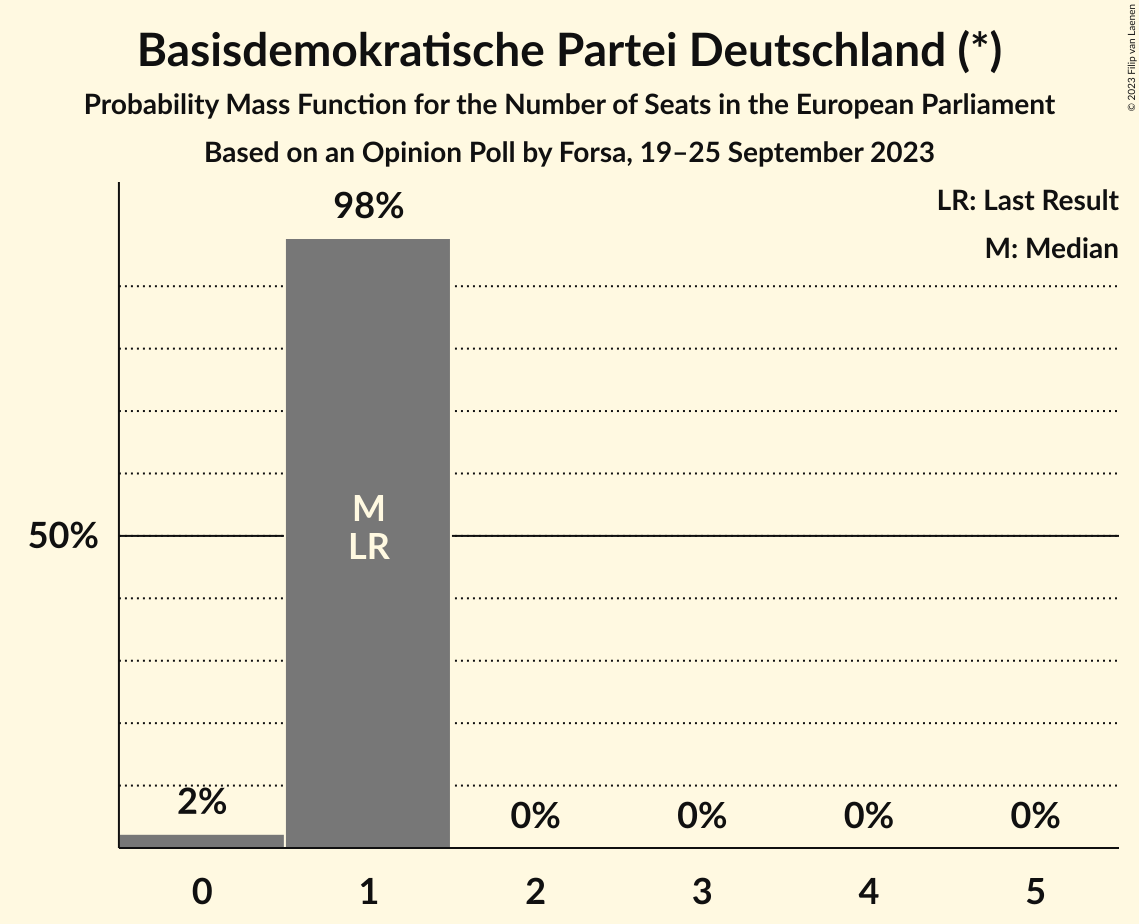 Basisdemokratische Partei Deutschland (*)
Probability Mass Function for the Number of Seats in the European Parliament
Based on an Opinion Poll by Forsa, 19–25 September 2023
© 2023 Filip van Laenen
LR: Last Result
M: Median
98%
50%
M
LR
2%
0%
0%
0%
0%
0
1
2
3
4
5